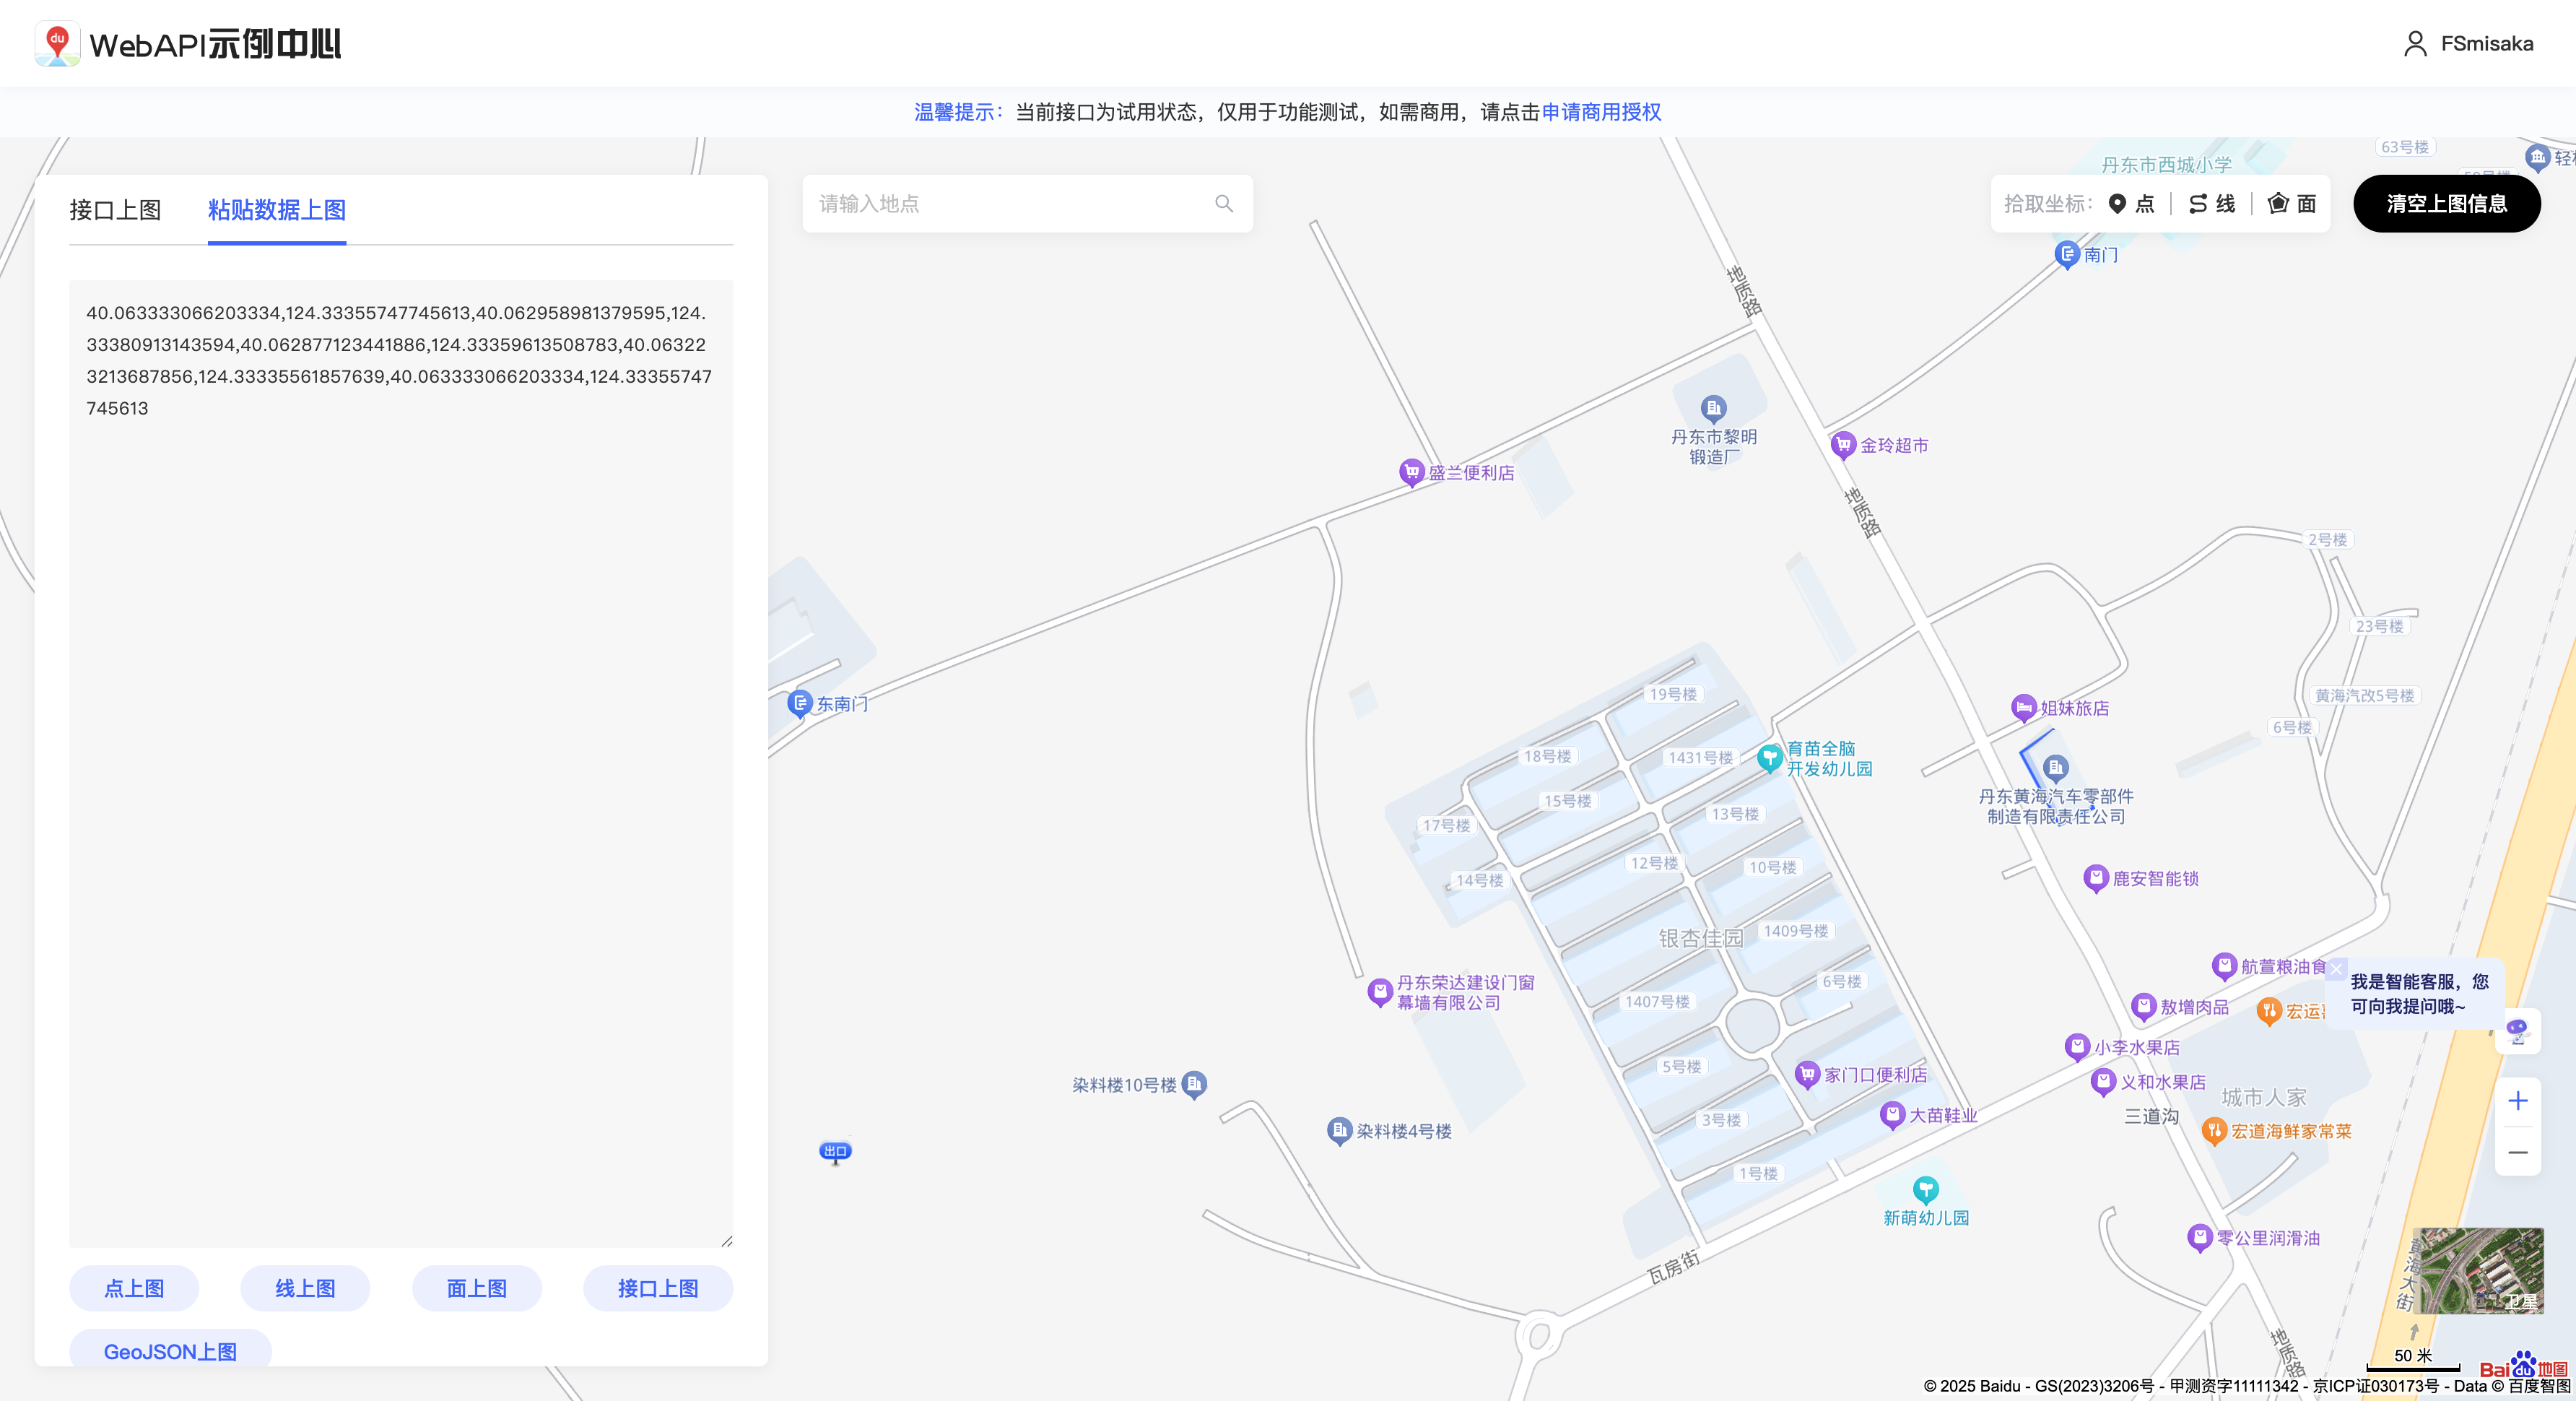 WebAPI示例中心
FSmisaka
温馨提示：当前接口为试用状态，仅用于功能测试，如需商用，请点击申请商用授权
接口上图
粘贴数据上图
40.063333066203334,124.33355747745613,40.062958981379595,124.
33380913143594,40.062877123441886,124.33359613508783,40.06322
3213687856,124.33335561857639,40.063333066203334,124.33355747
745613
点上图
线上图
面上图
接口上图
GeoJSON上图
请输入地点
拾取坐标：
点
线
面
清空上图信息
丹东市西城小学
63号楼
南门
地质路
丹东市黎明
锻造厂
金玲超市
盛兰便利店
地质路
2号楼
23号楼
黄海汽改5号楼
6号楼
东南门
19号楼
姐妹旅店
18号楼
1431号楼
育苗全脑
开发幼儿园
15号楼
13号楼
17号楼
丹东黄海汽车零部件
制造有限责任公司
12号楼
10号楼
14号楼
鹿安智能锁
银杏佳园
1409号楼
航萱粮油食
我是智能客服，您
可向我提问哦~
丹东荣达建设门窗
幕墙有限公司
6号楼
1407号楼
敖增肉品
宏运
小李水果店
5号楼
家门口便利店
义和水果店
染料楼10号楼
城市人家
大苗鞋业
三道沟
3号楼
染料楼4号楼
宏道海鲜家常菜
出口
1号楼
新萌幼儿园
零公里润滑油
瓦房街
黄海大街
卫星
地质路
50 米
Bai du 地图
© 2025 Baidu - GS(2023)3206号 - 甲测资字11111342 - 京ICP证030173号 - Data © 百度智图